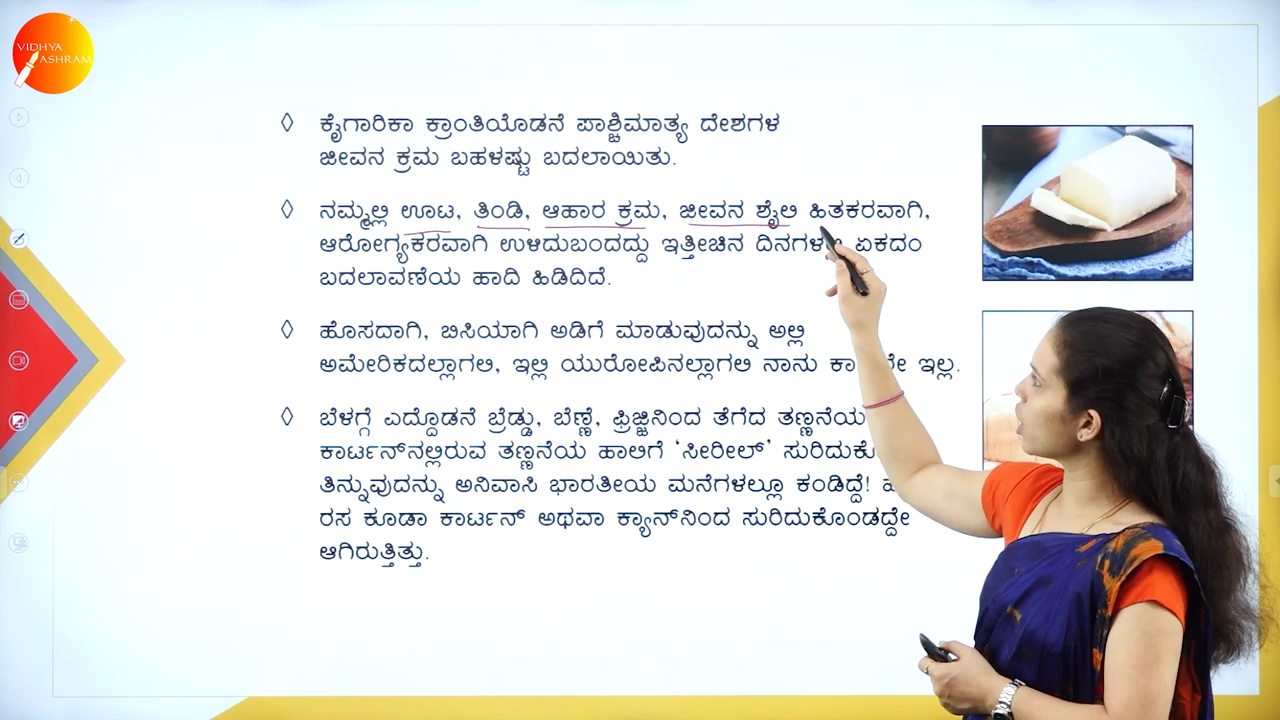 VIDHYA
ASHRAM
ಕೈಗಾರಿಕಾ ಕ್ರಾಂತಿಯೊಡನೆ ಪಾಶ್ಚಿಮಾತ್ಯ ದೇಶಗಳ
ಜೀವನ ಕ್ರಮ ಬಹಳಷ್ಟು ಬದಲಾಯಿತು.
ನಮ್ಮಲ್ಲಿ ಊಟ, ತಿಂಡಿ, ಆಹಾರ ಕ್ರಮ, ಜೀವನ ಶೈಲಿ ಹಿತಕರವಾಗಿ,
ಆರೋಗ್ಯಕರವಾಗಿ ಉಳಿದುಬಂದದ್ದು ಇತ್ತೀಚಿನ ಏಕದಂ
ಬದಲಾವಣೆಯ ಹಾದಿ ಹಿಡಿದಿದೆ.
ಹೊಸದಾಗಿ, ಬಿಸಿಯಾಗಿ ಅಡಿಗೆ ಮಾಡುವುದನ್ನು ಅಲ್ಲಿ
ಅಮೇರಿಕದಲ್ಲಾಗಲಿ, ಇಲ್ಲಿ ಯುರೋಪಿನಲ್ಲಾಗಲಿ ನಾನು ಇಲ್ಲ.
ಬೆಳಗ್ಗೆ ಎದ್ದೊಡನೆ ಬ್ರೆಡ್ಡು, ಬೆಣ್ಣೆ, ಫ್ರಿಜ್ಜಿನಿಂದ ತೆಗೆದ ತಣ್ಣನೆಯ
ಕಾರ್ಟನ್‌ನಲ್ಲಿರುವ ತಣ್ಣನೆಯ ಹಾಲಿಗೆ ‘ಸೀರೀಲ್’
ತಿನ್ನುವುದನ್ನು ಅನಿವಾಸಿ ಭಾರತೀಯ ಮನೆಗಳಲ್ಲೂ ಕಂಡಿದ್ದೆ!
ರಸ ಕೂಡಾ ಕಾರ್ಟನ್ ಅಥವಾ ಕ್ಯಾನ್‌ನಿಂದ ಸುರಿದುಕೊಂಡದ್ದೇ
ಆಗಿರುತ್ತಿತ್ತು.